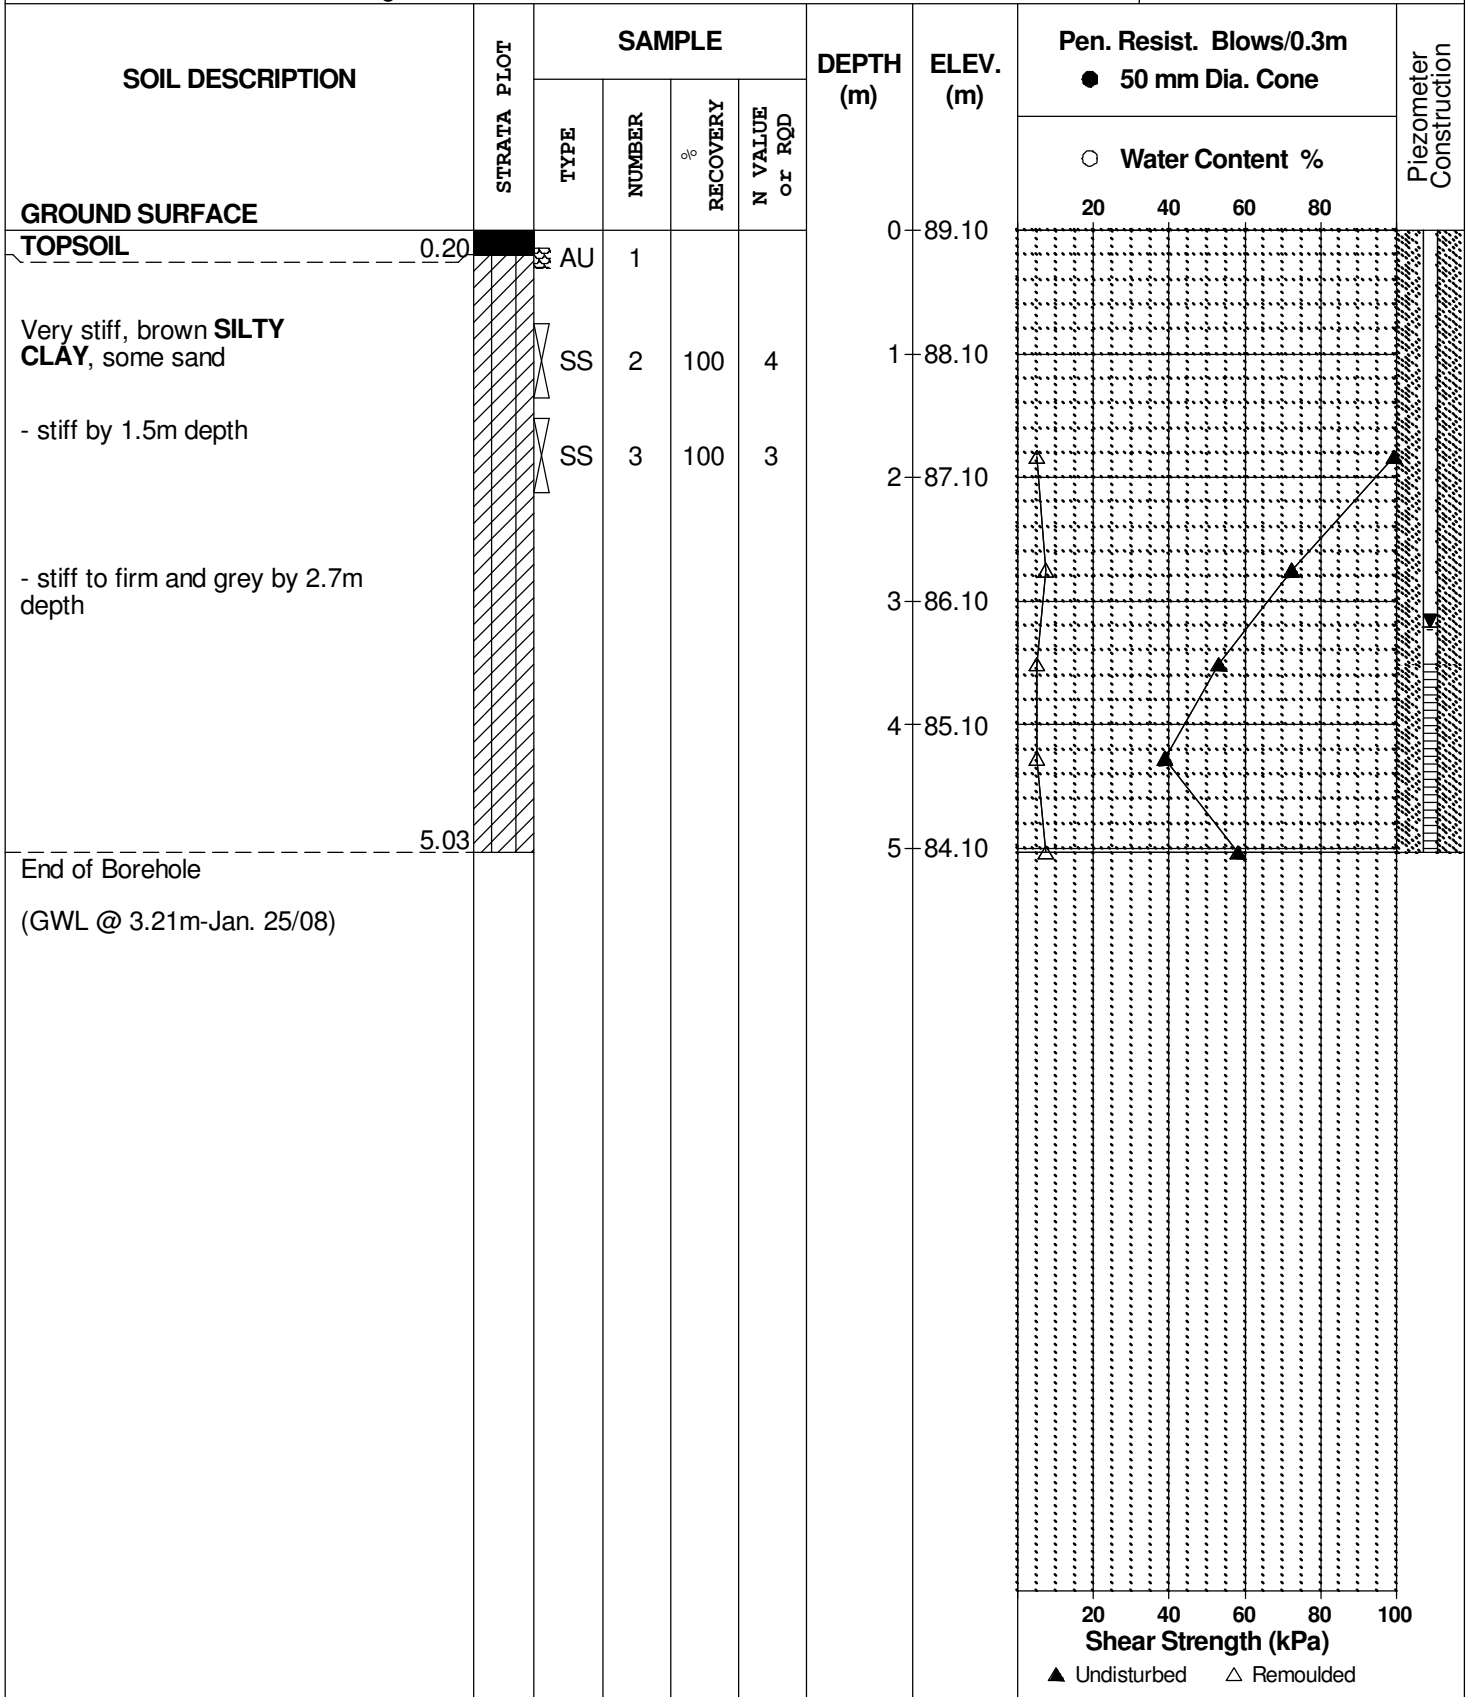 SOIL DESCRIPTION
STRATA PLOT
SAMPLE
TYPE
NUMBER
% RECOVERY
N VALUE or RQD
DEPTH (m)
ELEV. (m)
Pen. Resist. Blows/0.3m
● 50 mm Dia. Cone
○ Water Content %
20 40 60 80
Piezometer Construction
GROUND SURFACE
TOPSOIL 0.20
AU 1
0 89.10
Very stiff, brown SILTY
CLAY, some sand
SS 2 100 4
1 88.10
- stiff by 1.5m depth
SS 3 100 3
2 87.10
- stiff to firm and grey by 2.7m
depth
3 86.10
4 85.10
5.03
5 84.10
End of Borehole
(GWL @ 3.21m-Jan. 25/08)
20 40 60 80 100
Shear Strength (kPa)
▲ Undisturbed △ Remoulded